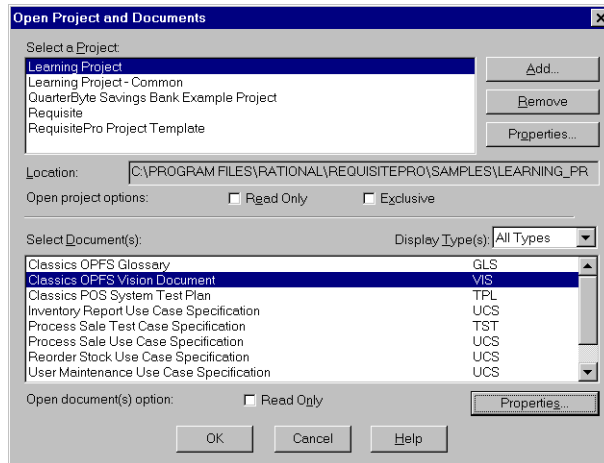 Open Project and Documents
Select a Project:
Learning Project
Learning Project - Common
QuarterByte Savings Bank Example Project
Requisite
RequisitePro Project Template
Add...
Remove
Properties...
Location: C:\PROGRAM FILES\RATIONAL\REQUISITEPRO\SAMPLES\LEARNING_PR
Open project options: Read Only Exclusive
Select Document(s): Display Type(s): All Types
Classics OPFS Glossary GLS
Classics OPFS Vision Document VIS
Classics POS System Test Plan TPL
Inventory Report Use Case Specification UCS
Process Sale Test Case Specification TST
Process Sale Use Case Specification UCS
Reorder Stock Use Case Specification UCS
User Maintenance Use Case Specification UCS
Open document(s) option: Read Only Properties...
OK Cancel Help